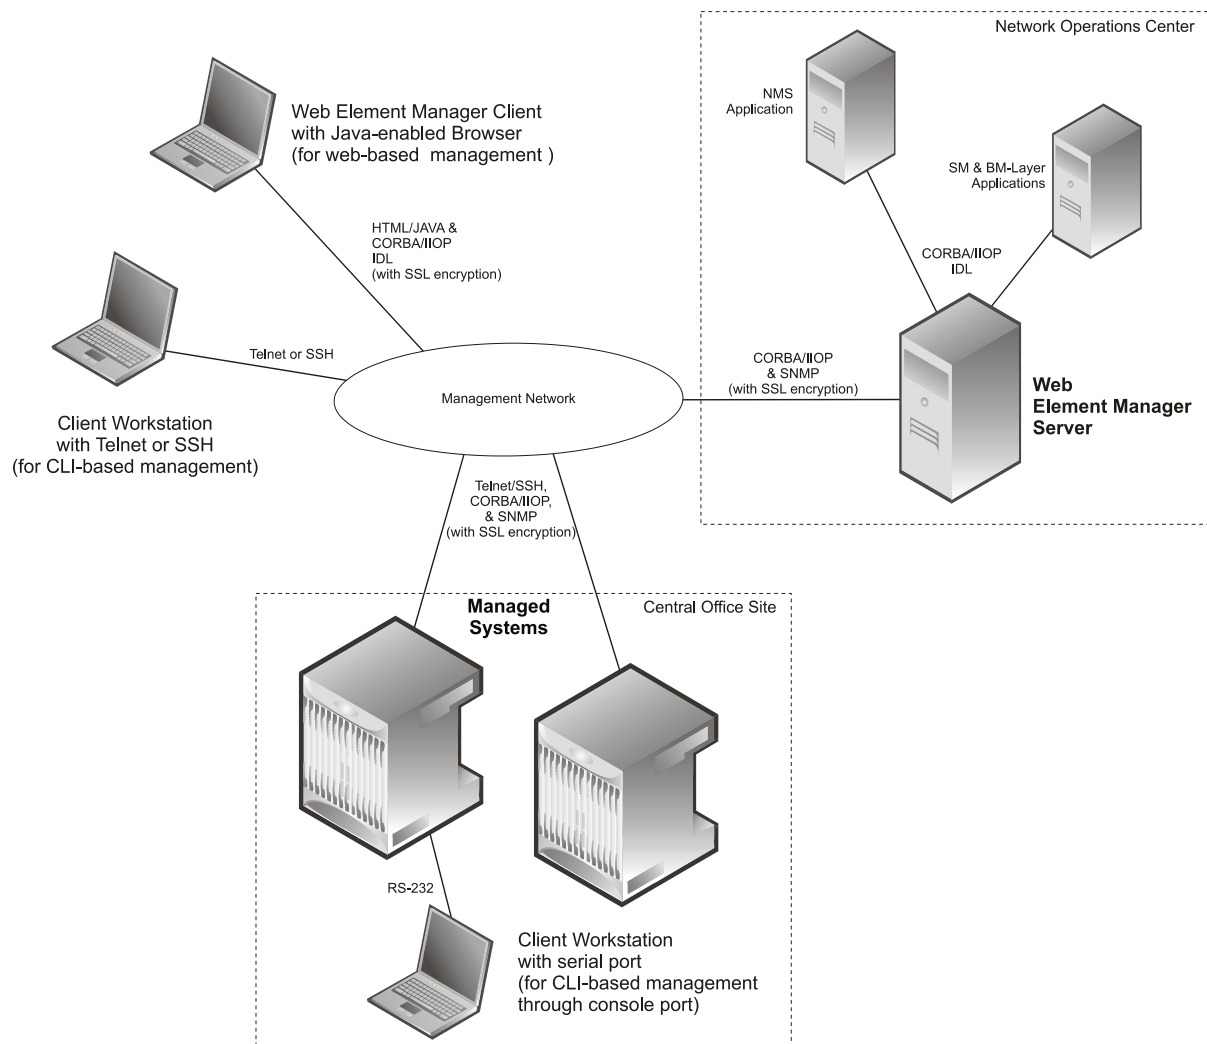 Network Operations Center
NMS
Application
SM & BM-Layer
Applications
Web Element Manager Client
with Java-enabled Browser
(for web-based  management )
HTML/JAVA &
CORBA/IIOP
IDL
(with SSL encryption)
CORBA/IIOP
IDL
Telnet or SSH
CORBA/IIOP
& SNMP
(with SSL encryption)
Web
Element Manager
Server
Management Network
Client Workstation
with Telnet or SSH
(for CLI-based management)
Telnet/SSH,
CORBA/IIOP,
& SNMP
(with SSL encryption)
Managed
Systems
Central Office Site
RS-232
Client Workstation
with serial port
(for CLI-based management
through console port)